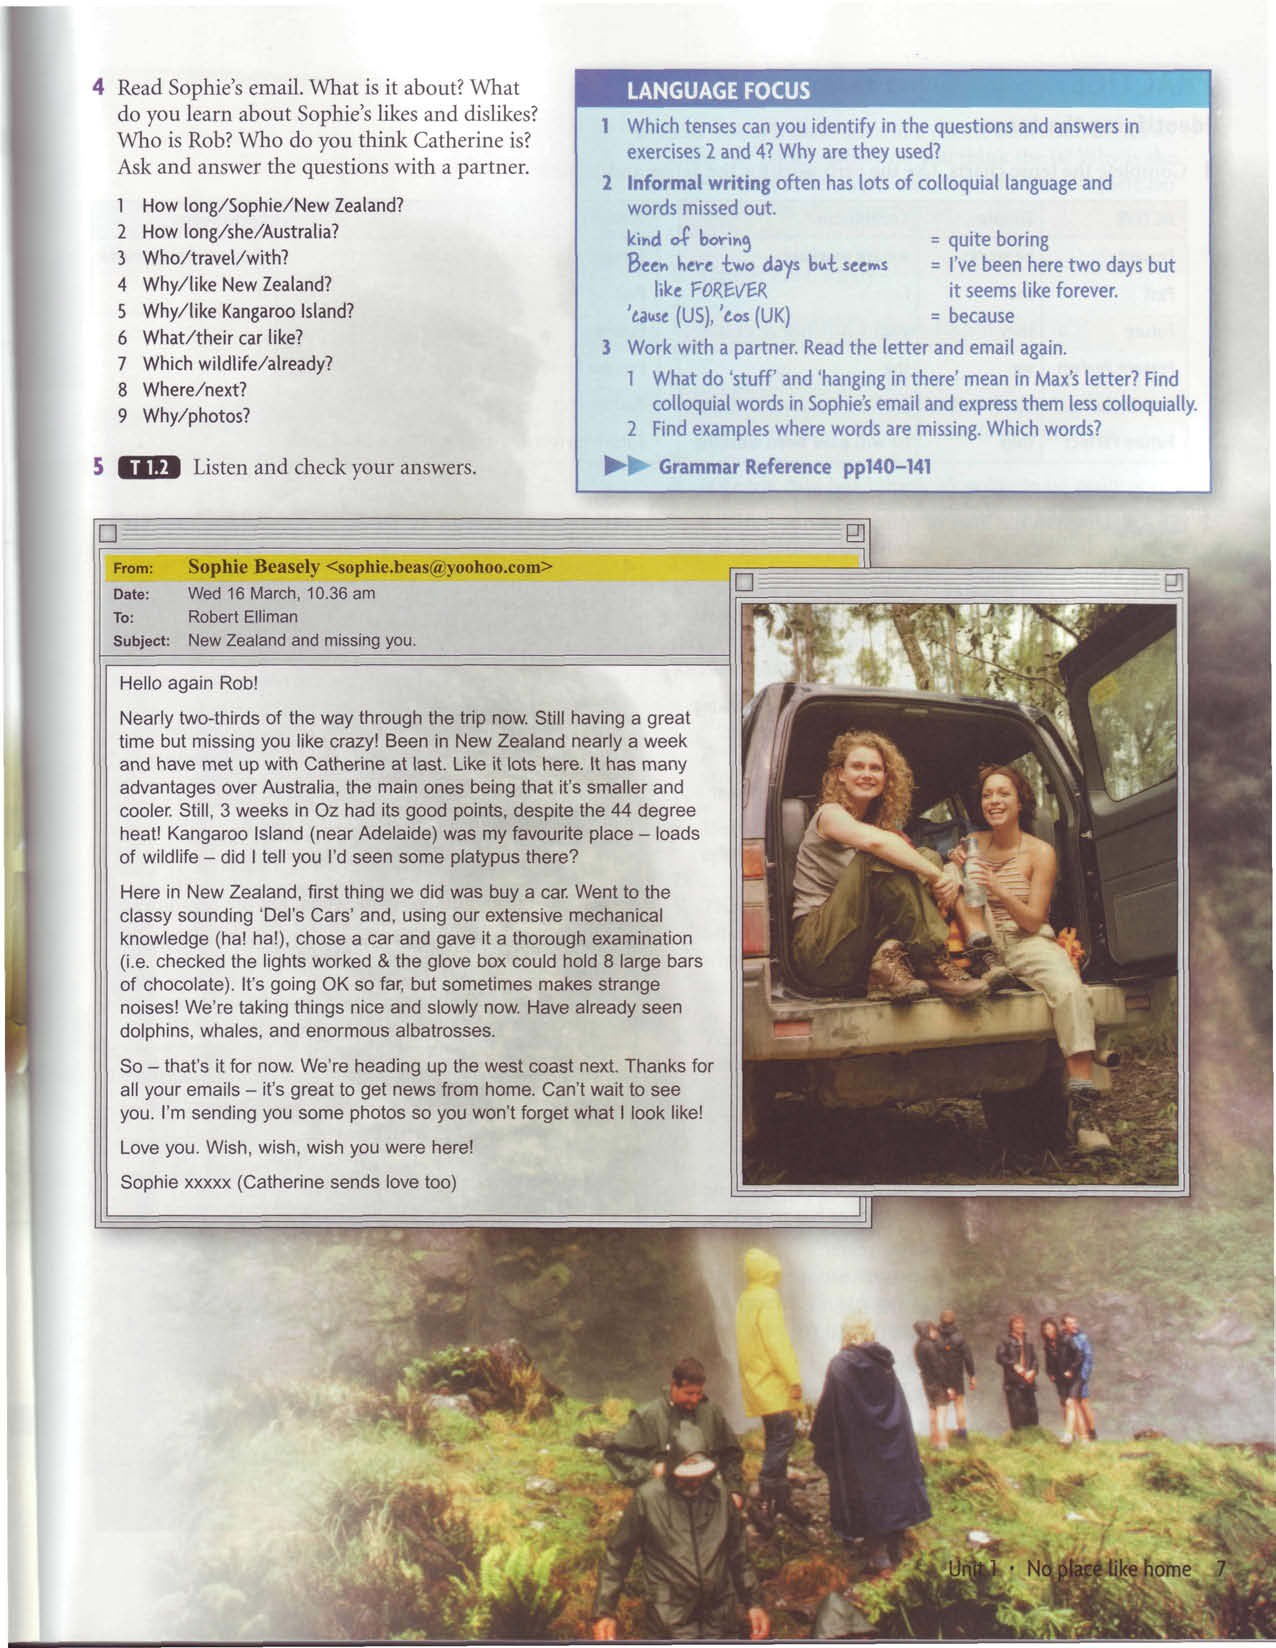 4 Read Sophie's email. What is it about? What
do you learn about Sophie's likes and dislikes?
Who is Rob? Who do you think Catherine is?
Ask and answer the questions with a partner.
1 How long/Sophie/New Zealand?
2 How long/she/Australia?
3 Who/travel/with?
4 Why/like New Zealand?
5 Why/like Kangaroo Island?
6 What/their car like?
7 Which wildlife/already?
8 Where/next?
9 Why/photos?
5 T 1.2 Listen and check your answers.
LANGUAGE FOCUS
1 Which tenses can you identify in the questions and answers in
exercises 2 and 4? Why are they used?
2 Informal writing often has lots of colloquial language and
words missed out.
kind of boring = quite boring
Been here two days but seems = I've been here two days but
like FOREVER it seems like forever.
'cause (US), 'cos (UK) = because
3 Work with a partner. Read the letter and email again.
1 What do 'stuff' and 'hanging in there' mean in Max's letter? Find
colloquial words in Sophie's email and express them less colloquially.
2 Find examples where words are missing. Which words?
Grammar Reference pp140–141
From: Sophie Beasely <sophie.beas@yoohoo.com>
Date: Wed 16 March, 10.36 am
To: Robert Elliman
Subject: New Zealand and missing you.
Hello again Rob!
Nearly two-thirds of the way through the trip now. Still having a great
time but missing you like crazy! Been in New Zealand nearly a week
and have met up with Catherine at last. Like it lots here. It has many
advantages over Australia, the main ones being that it's smaller and
cooler. Still, 3 weeks in Oz had its good points, despite the 44 degree
heat! Kangaroo Island (near Adelaide) was my favourite place – loads
of wildlife – did I tell you I'd seen some platypus there?
Here in New Zealand, first thing we did was buy a car. Went to the
classy sounding 'Del's Cars' and, using our extensive mechanical
knowledge (ha! ha!), chose a car and gave it a thorough examination
(i.e. checked the lights worked & the glove box could hold 8 large bars
of chocolate). It's going OK so far, but sometimes makes strange
noises! We're taking things nice and slowly now. Have already seen
dolphins, whales, and enormous albatrosses.
So – that's it for now. We're heading up the west coast next. Thanks for
all your emails – it's great to get news from home. Can't wait to see
you. I'm sending you some photos so you won't forget what I look like!
Love you. Wish, wish, wish you were here!
Sophie xxxxx (Catherine sends love too)
Unit 1 · No place like home 7